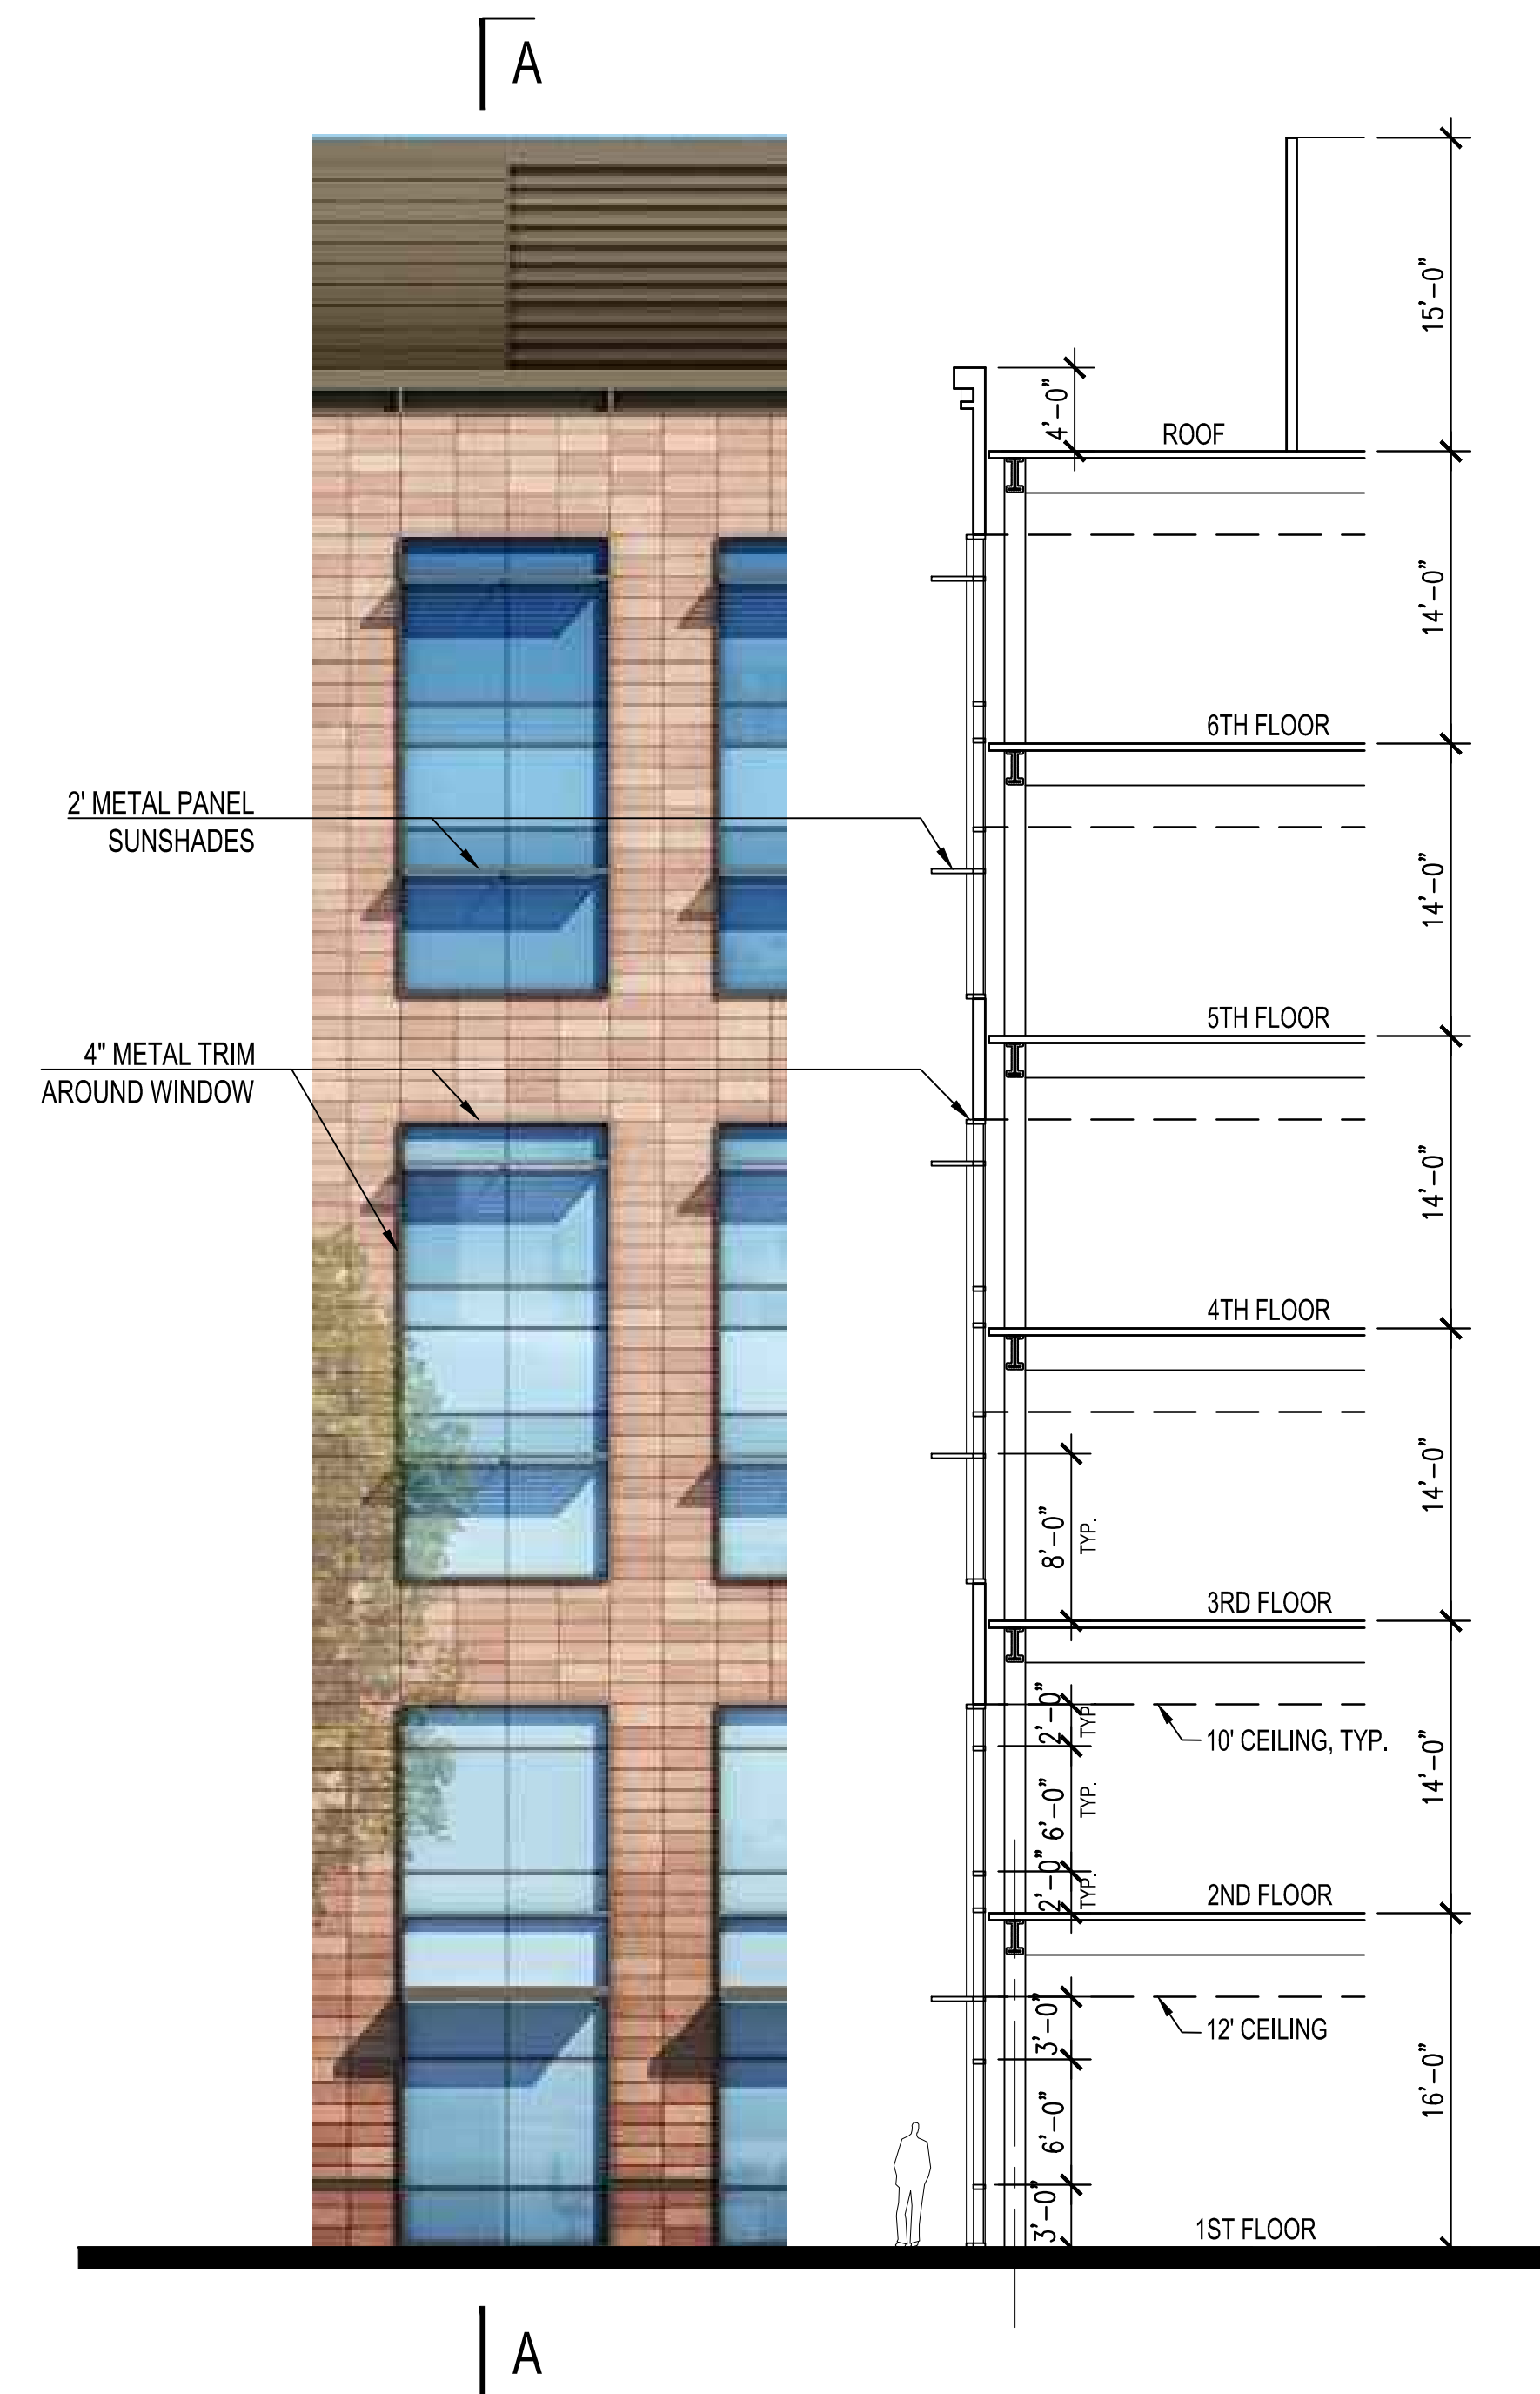 A
15'-0"
4'-0"
ROOF
14'-0"
6TH FLOOR
2' METAL PANEL
SUNSHADES
14'-0"
5TH FLOOR
4" METAL TRIM
AROUND WINDOW
14'-0"
4TH FLOOR
14'-0"
8'-0"
TYP.
3RD FLOOR
2'-0"
TYP.
10' CEILING, TYP.
14'-0"
6'-0"
TYP.
2'-0"
TYP.
2ND FLOOR
3'-0"
12' CEILING
16'-0"
6'-0"
3'-0"
1ST FLOOR
A